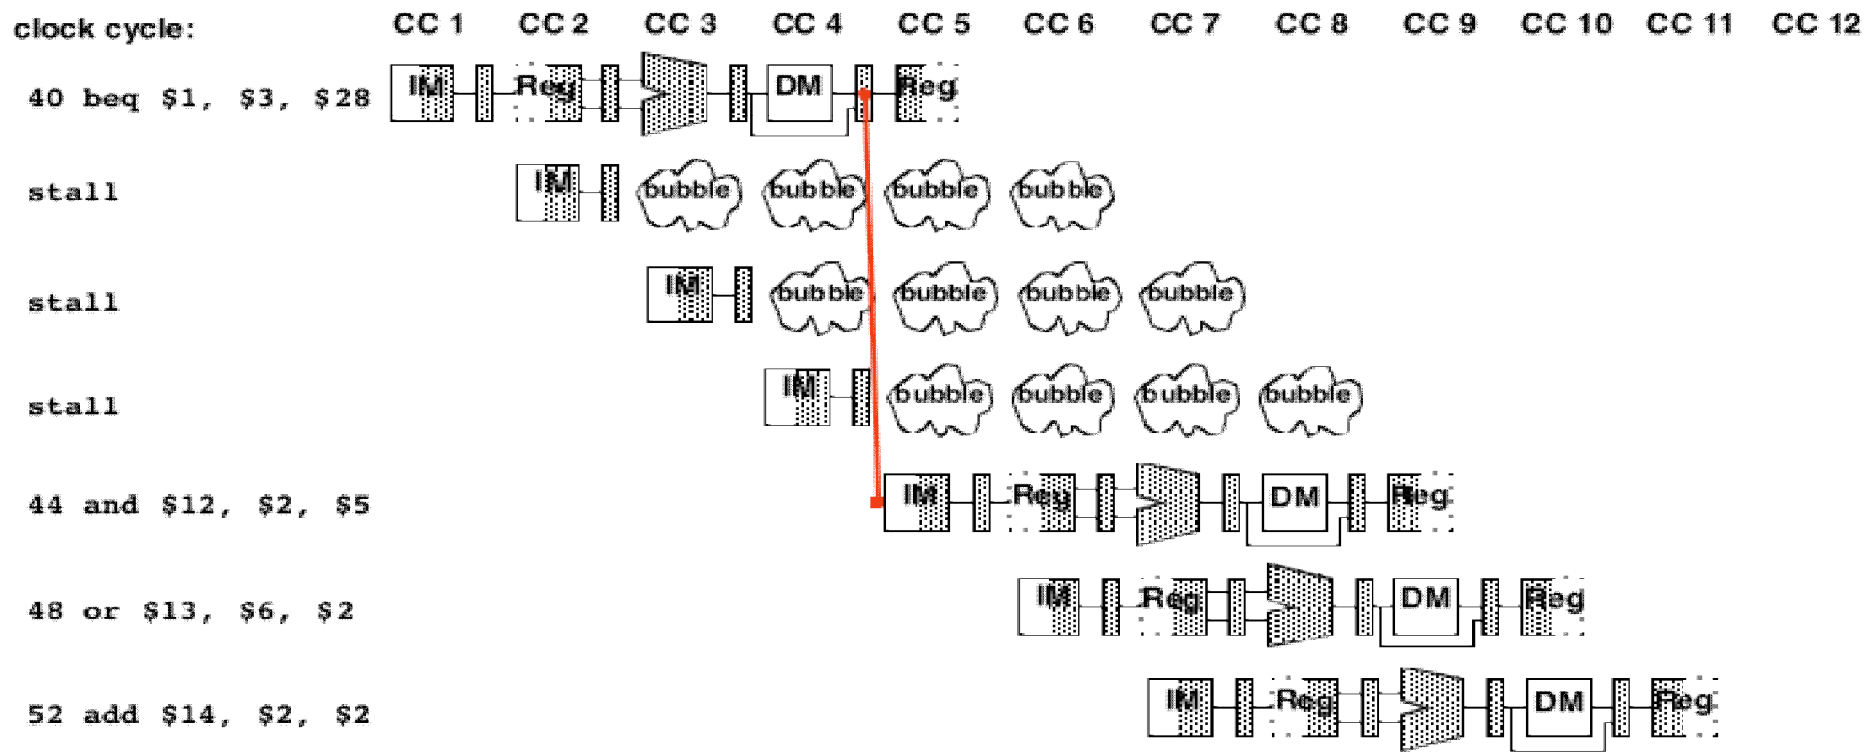 clock cycle: CC 1 CC 2 CC 3 CC 4 CC 5 CC 6 CC 7 CC 8 CC 9 CC 10 CC 11 CC 12
40 beq $1, $3, $28 IM Reg DM Reg
stall IM bubble bubble bubble bubble
stall IM bubble bubble bubble bubble
stall IM bubble bubble bubble bubble
44 and $12, $2, $5 IM Reg DM Reg
48 or $13, $6, $2 IM Reg DM Reg
52 add $14, $2, $2 IM Reg DM Reg